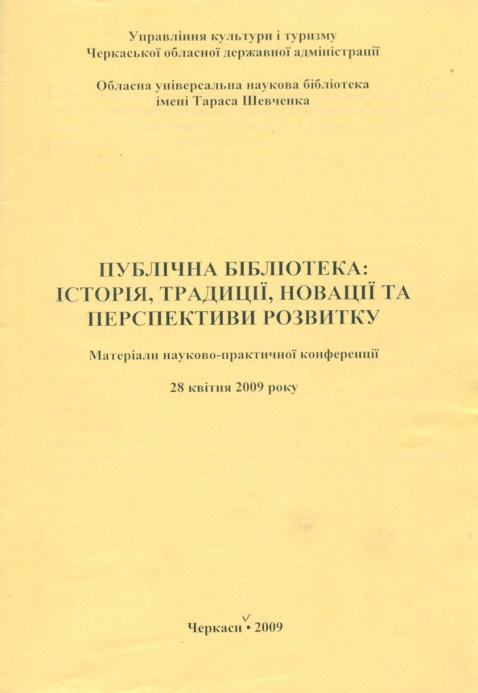 Управління культури і туризму
Черкаської обласної державної адміністрації
Обласна універсальна наукова бібліотека
імені Тараса Шевченка
ПУБЛІЧНА БІБЛІОТЕКА:
ІСТОРІЯ, ТРАДИЦІЇ, НОВАЦІЇ ТА
ПЕРСПЕКТИВИ РОЗВИТКУ
Матеріали науково-практичної конференції
28 квітня 2009 року
Черкаси • 2009